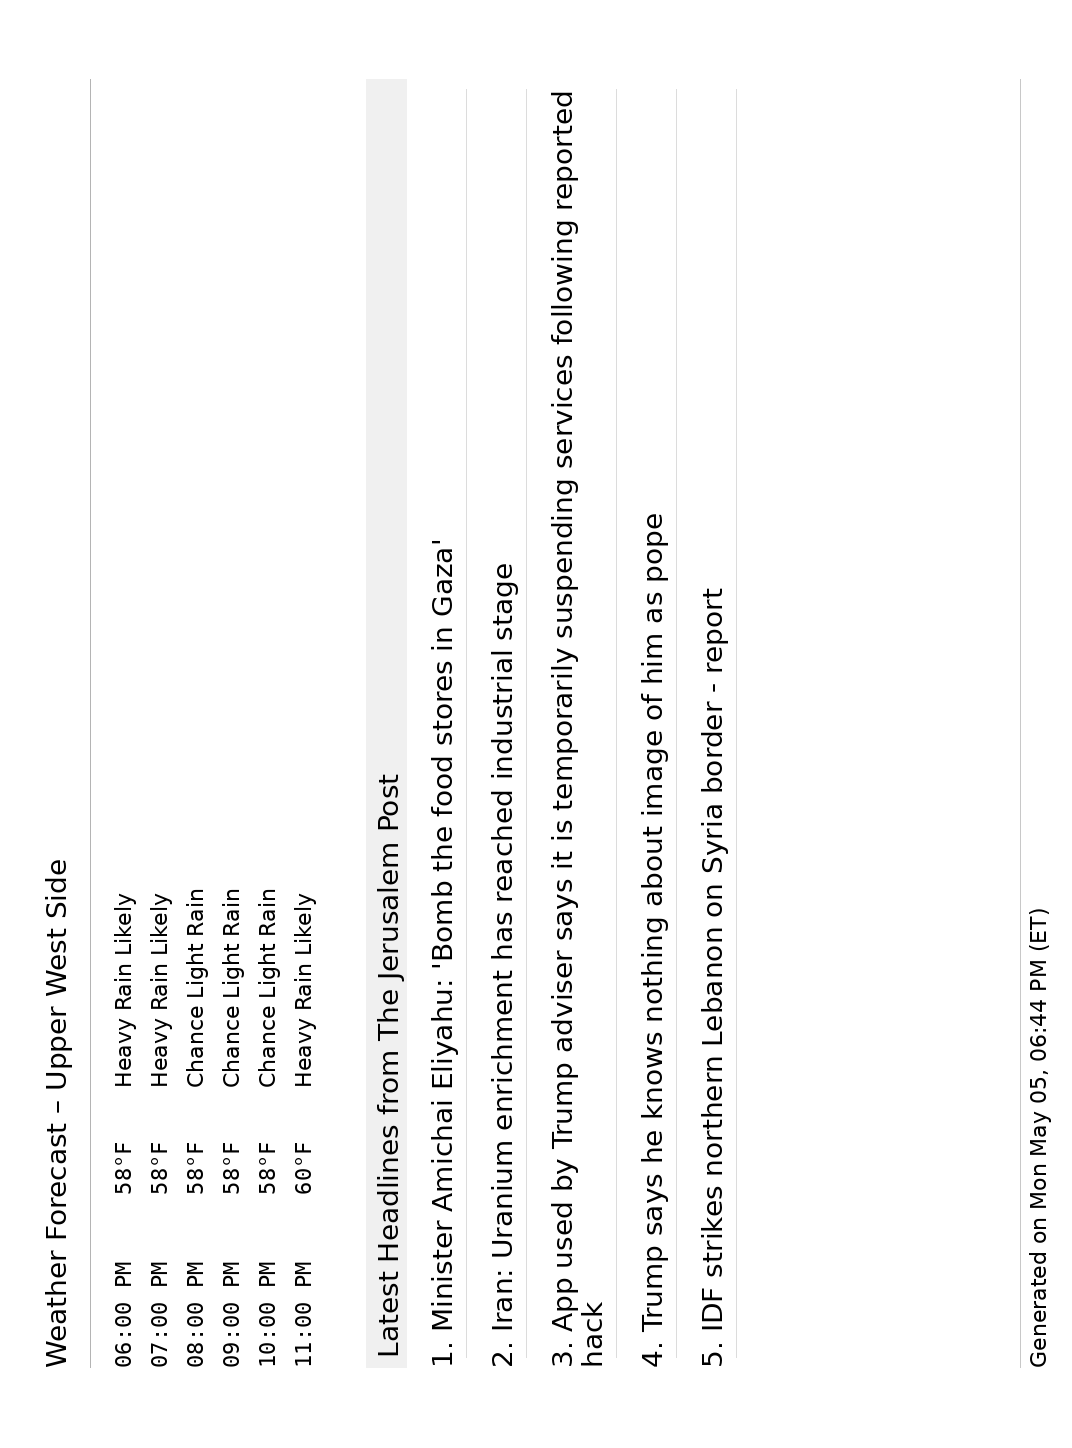 Weather Forecast – Upper West Side
06:00 PM 58°F Heavy Rain Likely
07:00 PM 58°F Heavy Rain Likely
08:00 PM 58°F Chance Light Rain
09:00 PM 58°F Chance Light Rain
10:00 PM 58°F Chance Light Rain
11:00 PM 60°F Heavy Rain Likely
Latest Headlines from The Jerusalem Post
1. Minister Amichai Eliyahu: 'Bomb the food stores in Gaza'
2. Iran: Uranium enrichment has reached industrial stage
3. App used by Trump adviser says it is temporarily suspending services following reported
hack
4. Trump says he knows nothing about image of him as pope
5. IDF strikes northern Lebanon on Syria border - report
Generated on Mon May 05, 06:44 PM (ET)